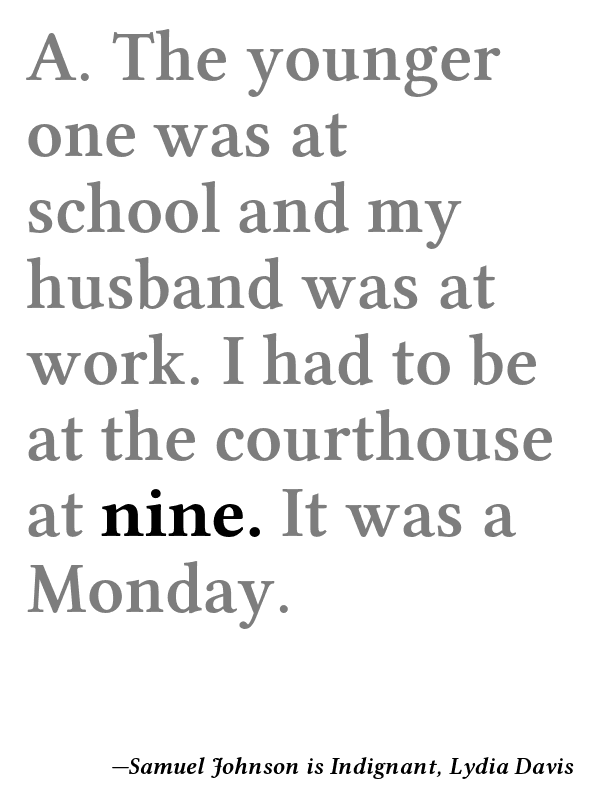 A. The younger
one was at
school and my
husband was at
work. I had to be
at the courthouse
at nine. It was a
Monday.
—Samuel Johnson is Indignant, Lydia Davis